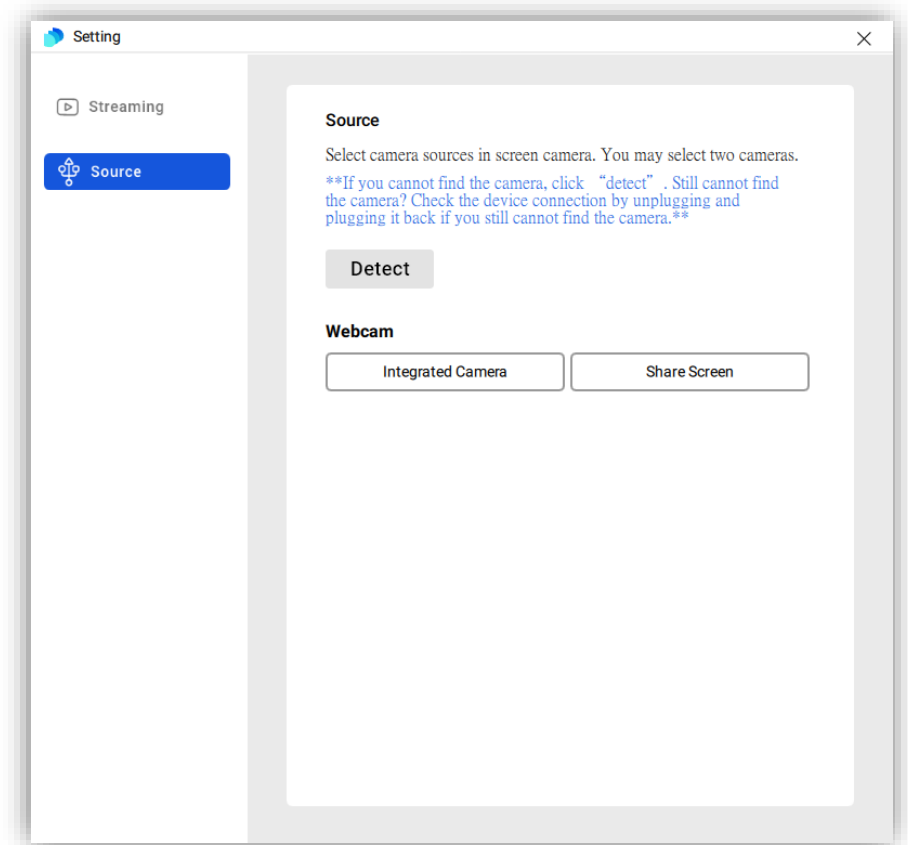 Setting
Streaming
Source
Source
Select camera sources in screen camera. You may select two cameras.
**If you cannot find the camera, click “detect”. Still cannot find
the camera? Check the device connection by unplugging and
plugging it back if you still cannot find the camera.**
Detect
Webcam
Integrated Camera
Share Screen